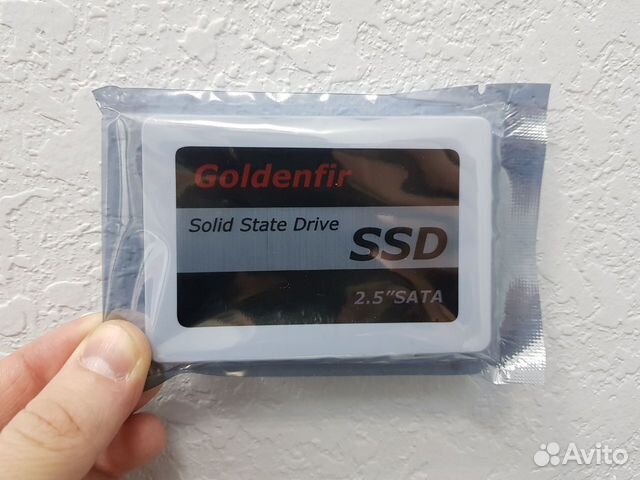 Goldenfir
Solid State Drive
SSD
2.5"SATA
Avito